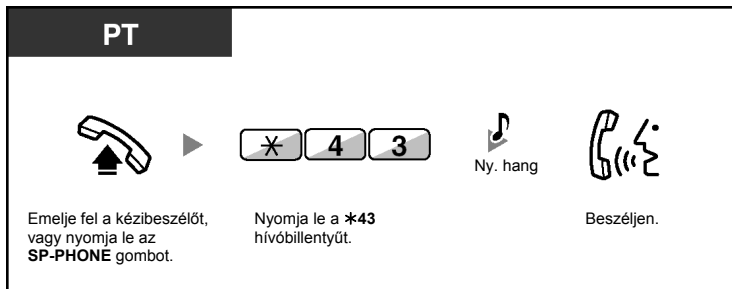 PT
✳ 4 3
Ny. hang
Emelje fel a kézibeszélőt,
vagy nyomja le az
SP-PHONE gombot.
Nyomja le a ✳43
hívóbillentyűt.
Beszéljen.